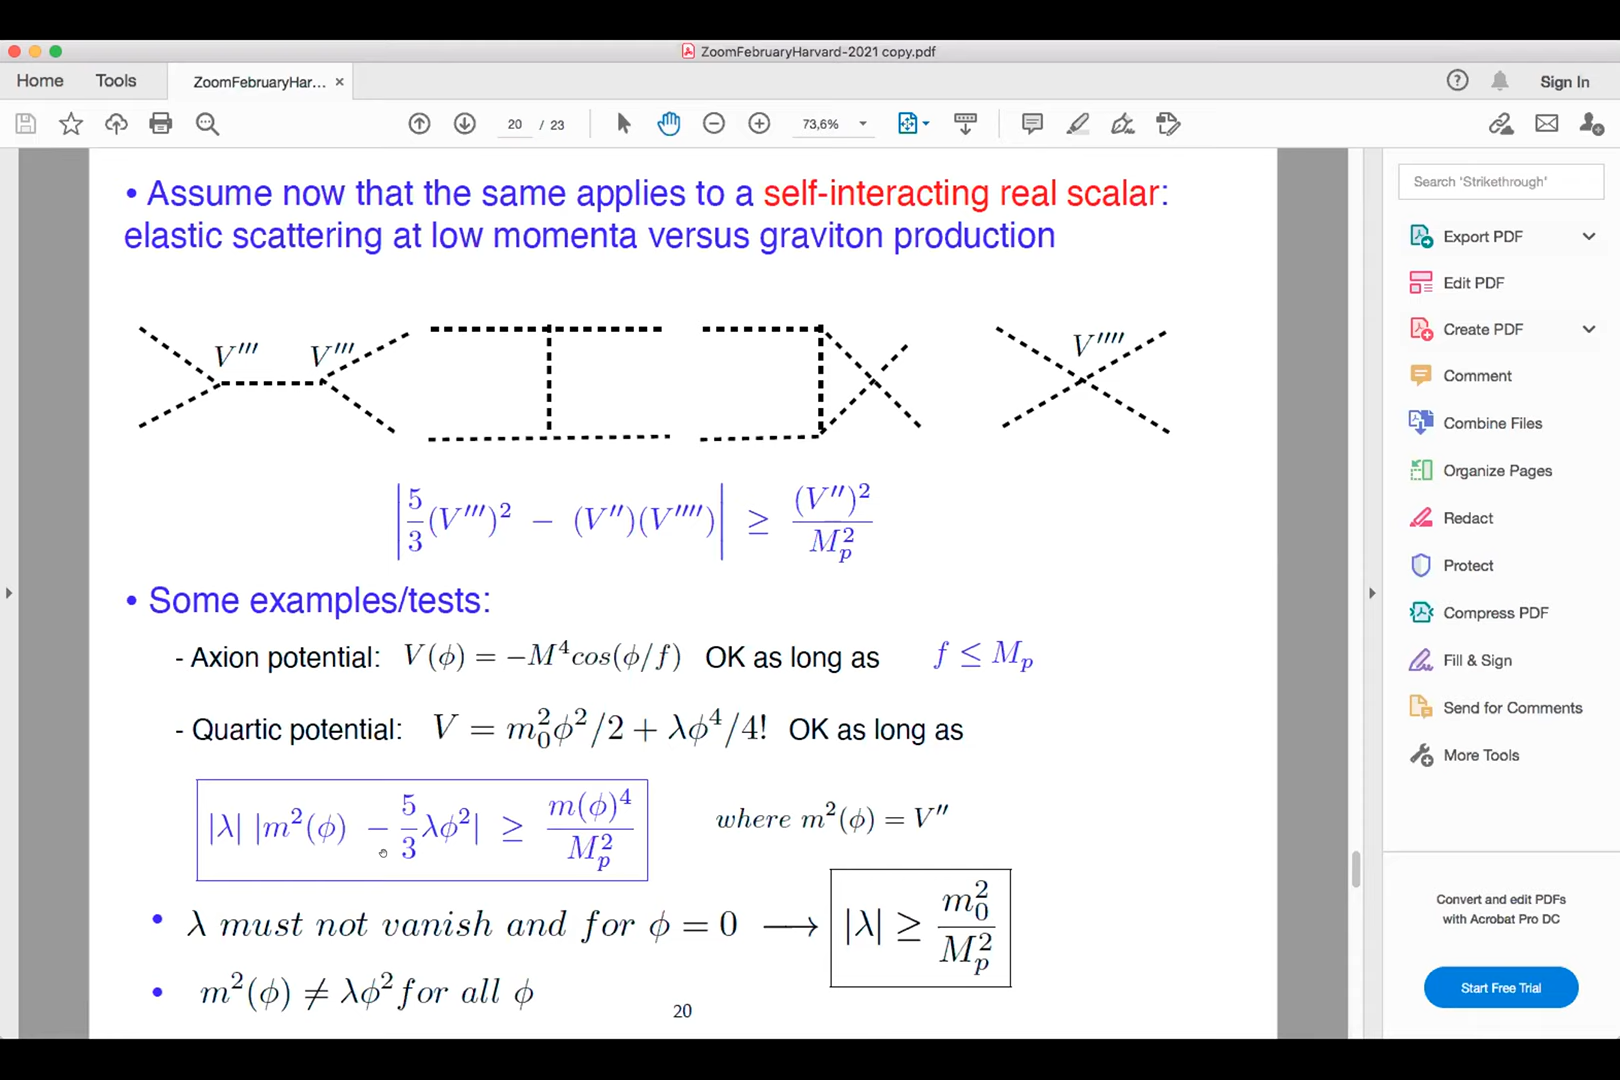 ZoomFebruaryHarvard-2021 copy.pdf
Home Tools ZoomFebruaryHar... × Sign In
20 / 23 73,6%
• Assume now that the same applies to a self-interacting real scalar:
elastic scattering at low momenta versus graviton production
V''' V''' V''''
|5/3 (V''')² − (V'')(V'''')| ≥ (V'')²/M_p²
• Some examples/tests:
- Axion potential: V(ϕ) = −M⁴cos(ϕ/f) OK as long as f ≤ M_p
- Quartic potential: V = m₀²ϕ²/2 + λϕ⁴/4! OK as long as
|λ| |m²(ϕ) − 5/3 λϕ²| ≥ m(ϕ)⁴/M_p² where m²(ϕ) = V''
• λ must not vanish and for ϕ = 0 ⟶ |λ| ≥ m₀²/M_p²
• m²(ϕ) ≠ λϕ² for all ϕ
20
Search 'Strikethrough'
Export PDF
Edit PDF
Create PDF
Comment
Combine Files
Organize Pages
Redact
Protect
Compress PDF
Fill & Sign
Send for Comments
More Tools
Convert and edit PDFs
with Acrobat Pro DC
Start Free Trial